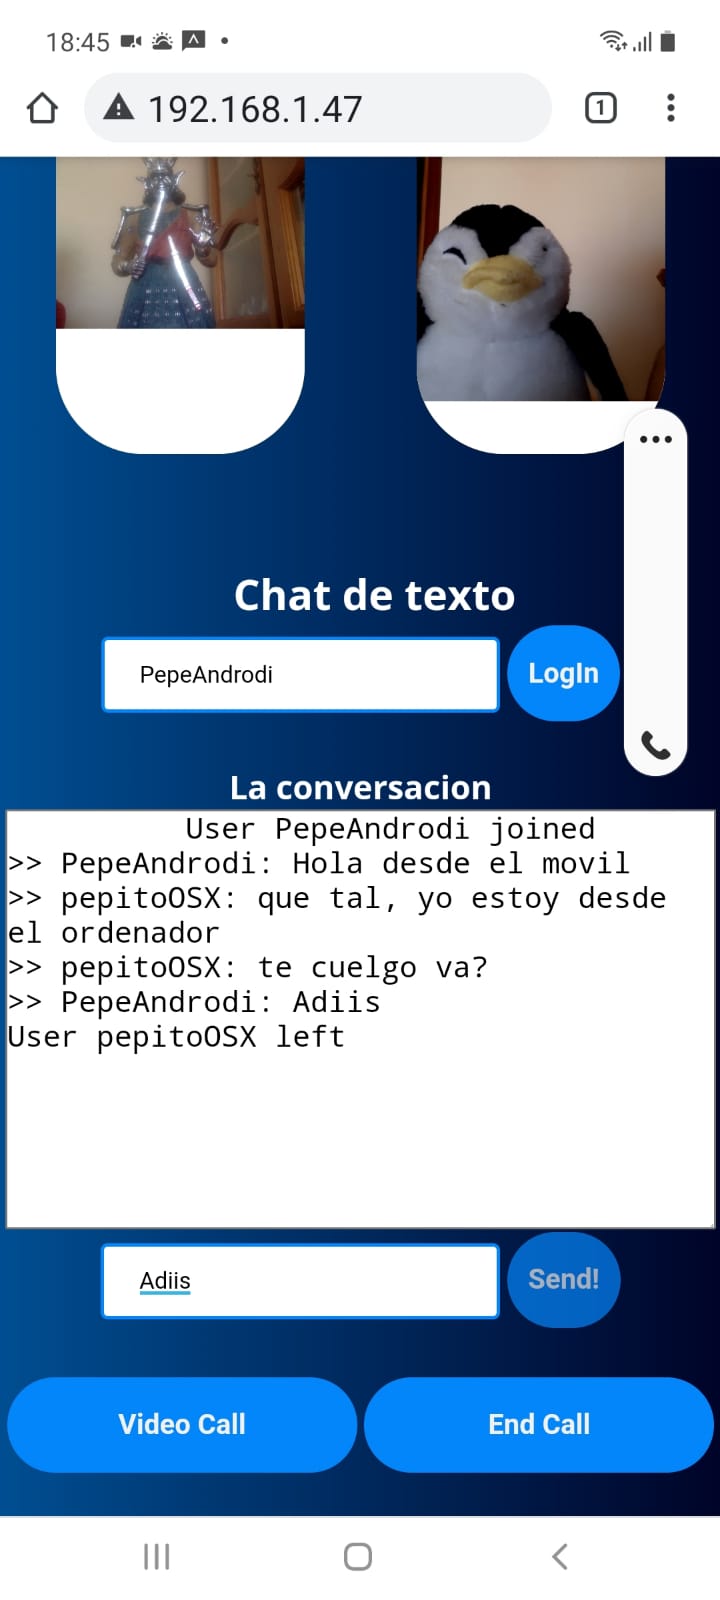 18:45
192.168.1.47
1
Chat de texto
PepeAndrodi
LogIn
La conversacion
User PepeAndrodi joined
>> PepeAndrodi: Hola desde el movil
>> pepitoOSX: que tal, yo estoy desde
el ordenador
>> pepitoOSX: te cuelgo va?
>> PepeAndrodi: Adiis
User pepitoOSX left
Adiis
Send!
Video Call
End Call